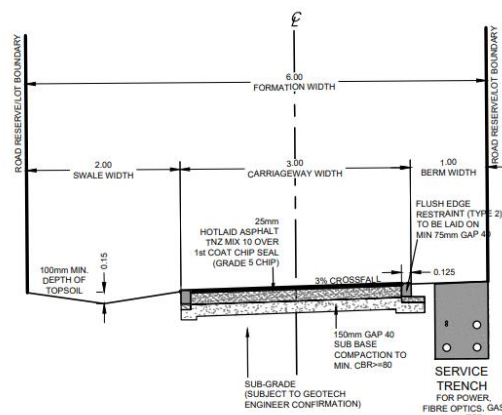 ℄
ROAD RESERVE/LOT BOUNDARY
ROAD RESERVE/LOT BOUNDARY
6.00
FORMATION WIDTH
2.00
SWALE WIDTH
3.00
CARRIAGEWAY WIDTH
1.00
BERM WIDTH
25mm
HOTLAID ASPHALT
TNZ MIX 10 OVER
1st COAT CHIP SEAL
(GRADE 5 CHIP)
FLUSH EDGE
RESTRAINT (TYPE 2)
TO BE LAID ON
MIN 75mm GAP 40
0.15
100mm MIN.
DEPTH OF
TOPSOIL
3% CROSSFALL
0.125
150mm GAP 40
SUB BASE
COMPACTION TO
MIN. CBR>=80
8
SUB-GRADE
(SUBJECT TO GEOTECH
ENGINEER CONFIRMATION)
SERVICE
TRENCH
FOR POWER,
FIBRE OPTICS, GAS